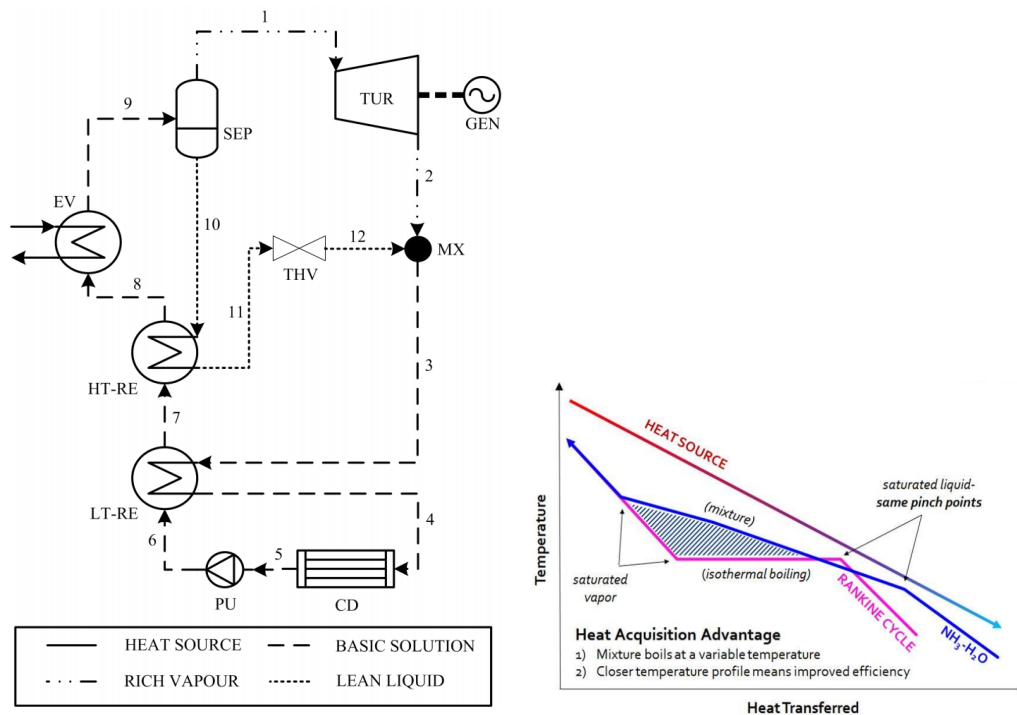 1
TUR
GEN
9
SEP
2
EV
10
12
MX
THV
8
11
3
HT-RE
7
LT-RE
4
6
5
PU
CD
HEAT SOURCE
BASIC SOLUTION
RICH VAPOUR
LEAN LIQUID
Temperature
HEAT SOURCE
saturated liquid-
same pinch points
(mixture)
(isothermal boiling)
saturated
vapor
RANKINE CYCLE
NH₃-H₂O
Heat Acquisition Advantage
1) Mixture boils at a variable temperature
2) Closer temperature profile means improved efficiency
Heat Transferred